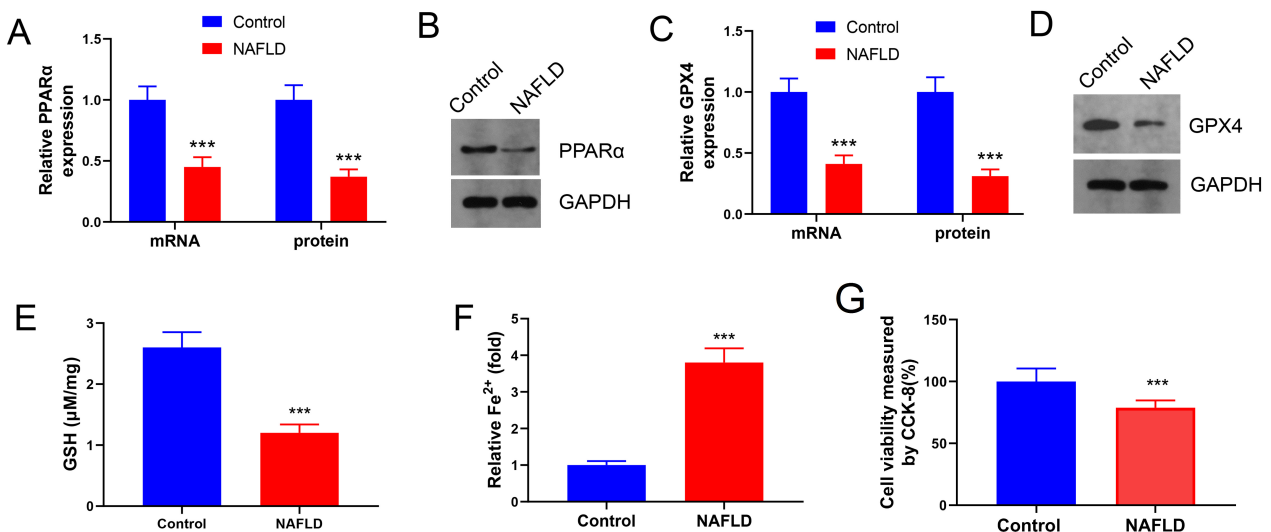 A
Control
NAFLD
Relative PPARα
expression
1.5
1.0
0.5
0.0
***
***
mRNA
protein
B
Control
NAFLD
PPARα
GAPDH
C
Control
NAFLD
Relative GPX4
expression
1.5
1.0
0.5
0.0
***
***
mRNA
protein
D
Control
NAFLD
GPX4
GAPDH
E
GSH (μM/mg)
3
2
1
0
***
Control
NAFLD
F
Relative Fe²⁺ (fold)
5
4
3
2
1
0
***
Control
NAFLD
G
Cell viability measured
by CCK-8(%)
150
100
50
0
***
Control
NAFLD